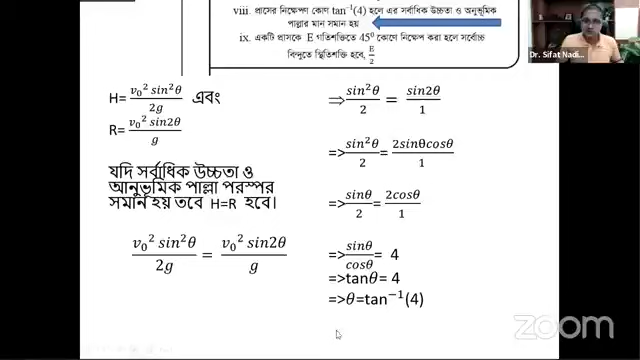 viii. প্রাসের নিক্ষেপণ কোণ tan⁻¹(4) হলে এর সর্বাধিক উচ্চতা ও অনুভূমিক
পাল্লার মান সমান হয়
ix. একটি প্রাসকে E গতিশক্তিতে 45⁰ কোণে নিক্ষেপ করা হলে সর্বোচ্চ
বিন্দুতে স্থিতিশক্তি হবে, E/2
Dr. Sifat Nadi...
H= v₀² sin²θ / 2g এবং
R= v₀² sin2θ / g
যদি সর্বাধিক উচ্চতা ও
আনুভূমিক পাল্লা পরস্পর
সমান হয় তবে H=R হবে।
v₀² sin²θ / 2g = v₀² sin2θ / g
⇒ sin²θ / 2 = sin2θ / 1
=> sin²θ / 2 = 2sinθcosθ / 1
=> sinθ / 2 = 2cosθ / 1
=> sinθ / cosθ = 4
=>tanθ= 4
=>θ=tan⁻¹(4)
zoom